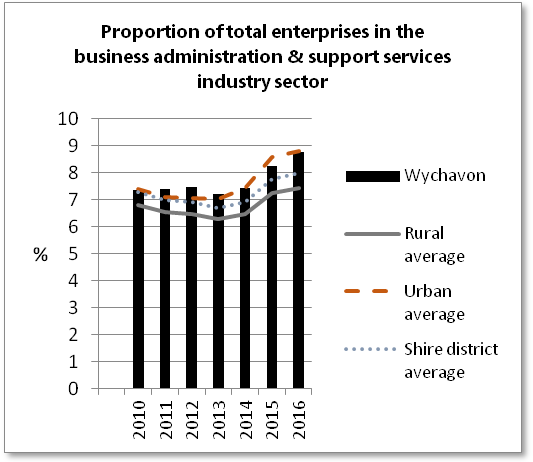 Proportion of total enterprises in the
business administration & support services
industry sector
10
9
8
7
6
5
4
3
2
1
0
%
2010
2011
2012
2013
2014
2015
2016
Wychavon
Rural
average
Urban
average
Shire district
average